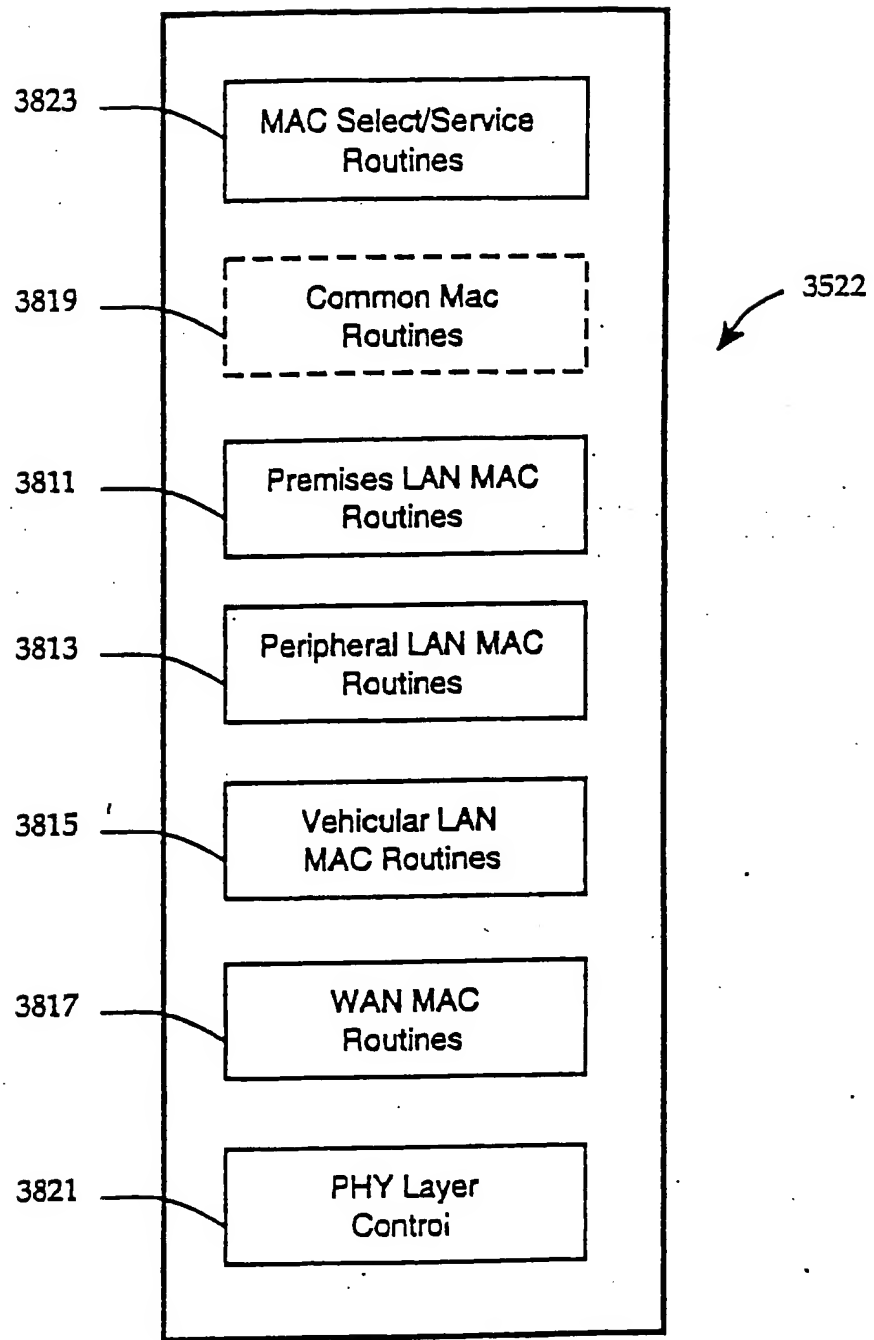 3823
MAC Select/Service
Routines
3819
Common Mac
Routines
3522
3811
Premises LAN MAC
Routines
3813
Peripheral LAN MAC
Routines
3815
Vehicular LAN
MAC Routines
3817
WAN MAC
Routines
3821
PHY Layer
Control